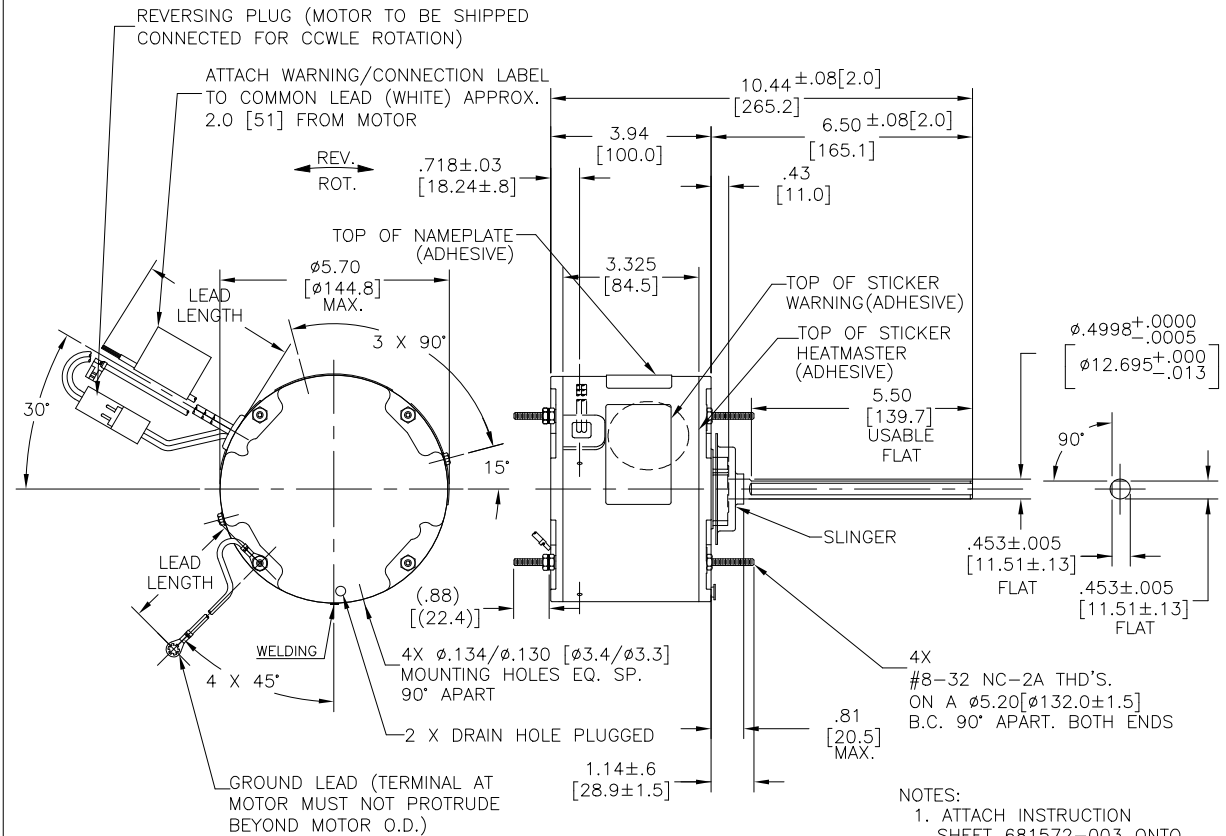 REVERSING PLUG (MOTOR TO BE SHIPPED
CONNECTED FOR CCWLE ROTATION)
ATTACH WARNING/CONNECTION LABEL
TO COMMON LEAD (WHITE) APPROX.
2.0 [51] FROM MOTOR
REV.
ROT.
10.44 ±.08[2.0]
[265.2]
3.94
[100.0]
6.50 ±.08[2.0]
[165.1]
.718±.03
[18.24±.8]
.43
[11.0]
TOP OF NAMEPLATE
(ADHESIVE)
ø5.70
[ø144.8]
MAX.
3.325
[84.5]
LEAD
LENGTH
3 X 90°
TOP OF STICKER
WARNING(ADHESIVE)
TOP OF STICKER
HEATMASTER
(ADHESIVE)
ø.4998 +.0000 -.0005
[ø12.695 +.000 -.013]
5.50
[139.7]
USABLE
FLAT
30°
90°
15°
SLINGER
.453±.005
[11.51±.13]
FLAT
.453±.005
[11.51±.13]
FLAT
LEAD
LENGTH
(.88)
[(22.4)]
WELDING
4 X 45°
4X ø.134/ø.130 [ø3.4/ø3.3]
MOUNTING HOLES EQ. SP.
90° APART
4X
#8-32 NC-2A THD'S.
ON A ø5.20[ø132.0±1.5]
B.C. 90° APART. BOTH ENDS
2 X DRAIN HOLE PLUGGED
.81
[20.5]
MAX.
1.14±.6
[28.9±1.5]
GROUND LEAD (TERMINAL AT
MOTOR MUST NOT PROTRUDE
BEYOND MOTOR O.D.)
NOTES:
1. ATTACH INSTRUCTION
SHEET 681572-003 ONTO